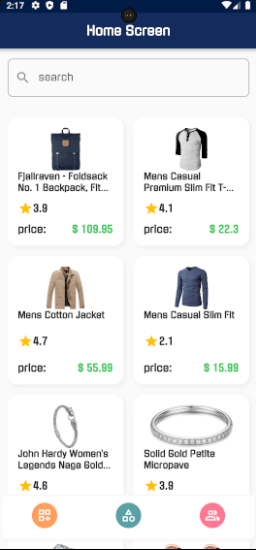 2:17
Home Screen
search
Fjallraven - Foldsack
No. 1 Backpack, Fit...
3.9
price: $ 109.95
Mens Casual
Premium Slim Fit T-...
4.1
price: $ 22.3
Mens Cotton Jacket
4.7
price: $ 55.99
Mens Casual Slim Fit
2.1
price: $ 15.99
John Hardy Women's
Legends Naga Gold...
4.6
Solid Gold Petite
Micropave
3.9